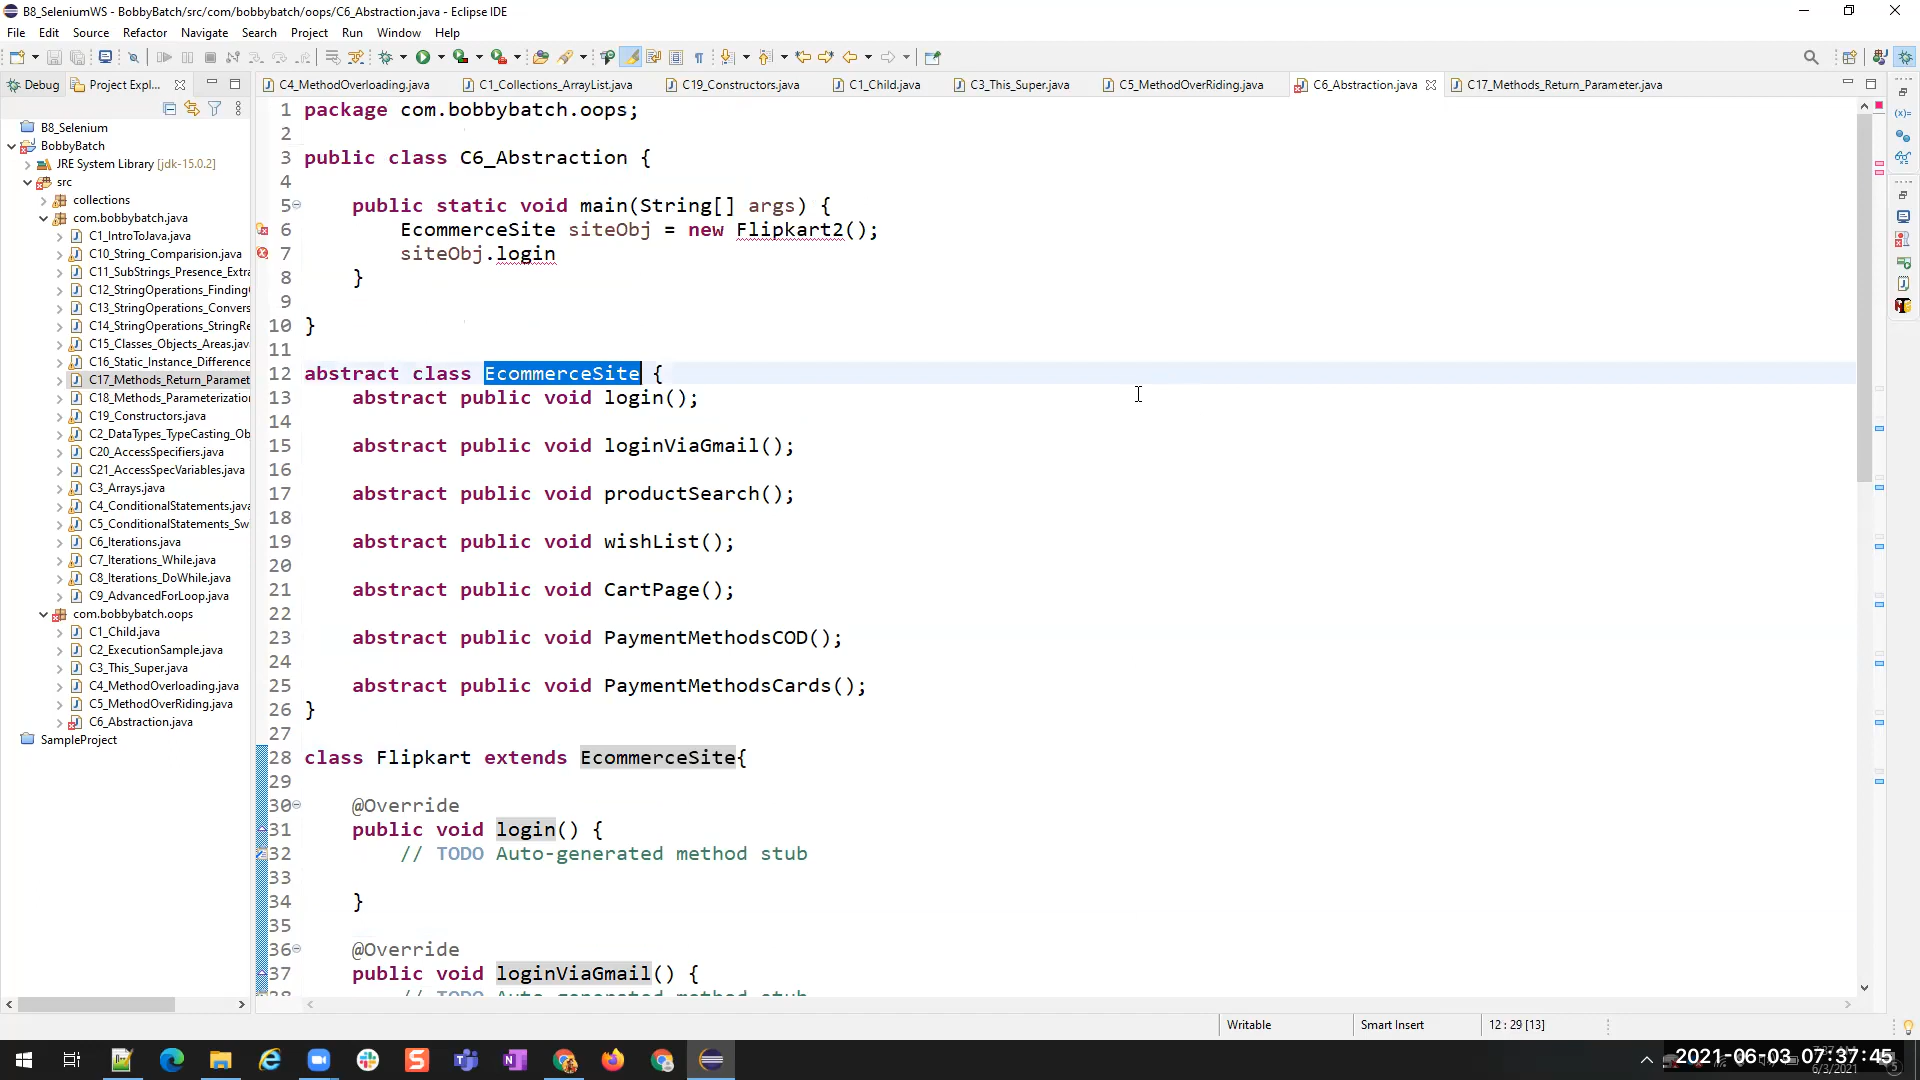 B8_SeleniumWS - BobbyBatch/src/com/bobbybatch/oops/C6_Abstraction.java - Eclipse IDE
File Edit Source Refactor Navigate Search Project Run Window Help
Debug Project Expl...
C4_MethodOverloading.java C1_Collections_ArrayList.java C19_Constructors.java C1_Child.java C3_This_Super.java C5_MethodOverRiding.java C6_Abstraction.java C17_Methods_Return_Parameter.java
B8_Selenium
BobbyBatch
JRE System Library [jdk-15.0.2]
src
collections
com.bobbybatch.java
C1_IntroToJava.java
C10_String_Comparision.java
C11_SubStrings_Presence_Extra
C12_StringOperations_Finding
C13_StringOperations_Convers
C14_StringOperations_StringRe
C15_Classes_Objects_Areas.java
C16_Static_Instance_Difference
C17_Methods_Return_Paramet
C18_Methods_Parameterization
C19_Constructors.java
C2_DataTypes_TypeCasting_Ob
C20_AccessSpecifiers.java
C21_AccessSpecVariables.java
C3_Arrays.java
C4_ConditionalStatements.java
C5_ConditionalStatements_Sw
C6_Iterations.java
C7_Iterations_While.java
C8_Iterations_DoWhile.java
C9_AdvancedForLoop.java
com.bobbybatch.oops
C1_Child.java
C2_ExecutionSample.java
C3_This_Super.java
C4_MethodOverloading.java
C5_MethodOverRiding.java
C6_Abstraction.java
SampleProject
1 package com.bobbybatch.oops;
2
3 public class C6_Abstraction {
4
5 public static void main(String[] args) {
6 EcommerceSite siteObj = new Flipkart2();
7 siteObj.login
8 }
9
10 }
11
12 abstract class EcommerceSite {
13 abstract public void login();
14
15 abstract public void loginViaGmail();
16
17 abstract public void productSearch();
18
19 abstract public void wishList();
20
21 abstract public void CartPage();
22
23 abstract public void PaymentMethodsCOD();
24
25 abstract public void PaymentMethodsCards();
26 }
27
28 class Flipkart extends EcommerceSite{
29
30 @Override
31 public void login() {
32 // TODO Auto-generated method stub
33
34 }
35
36 @Override
37 public void loginViaGmail() {
38 // TODO Auto-generated method stub
Writable Smart Insert 12 : 29 [13]
2021-06-03 07:37:45
6/3/2021